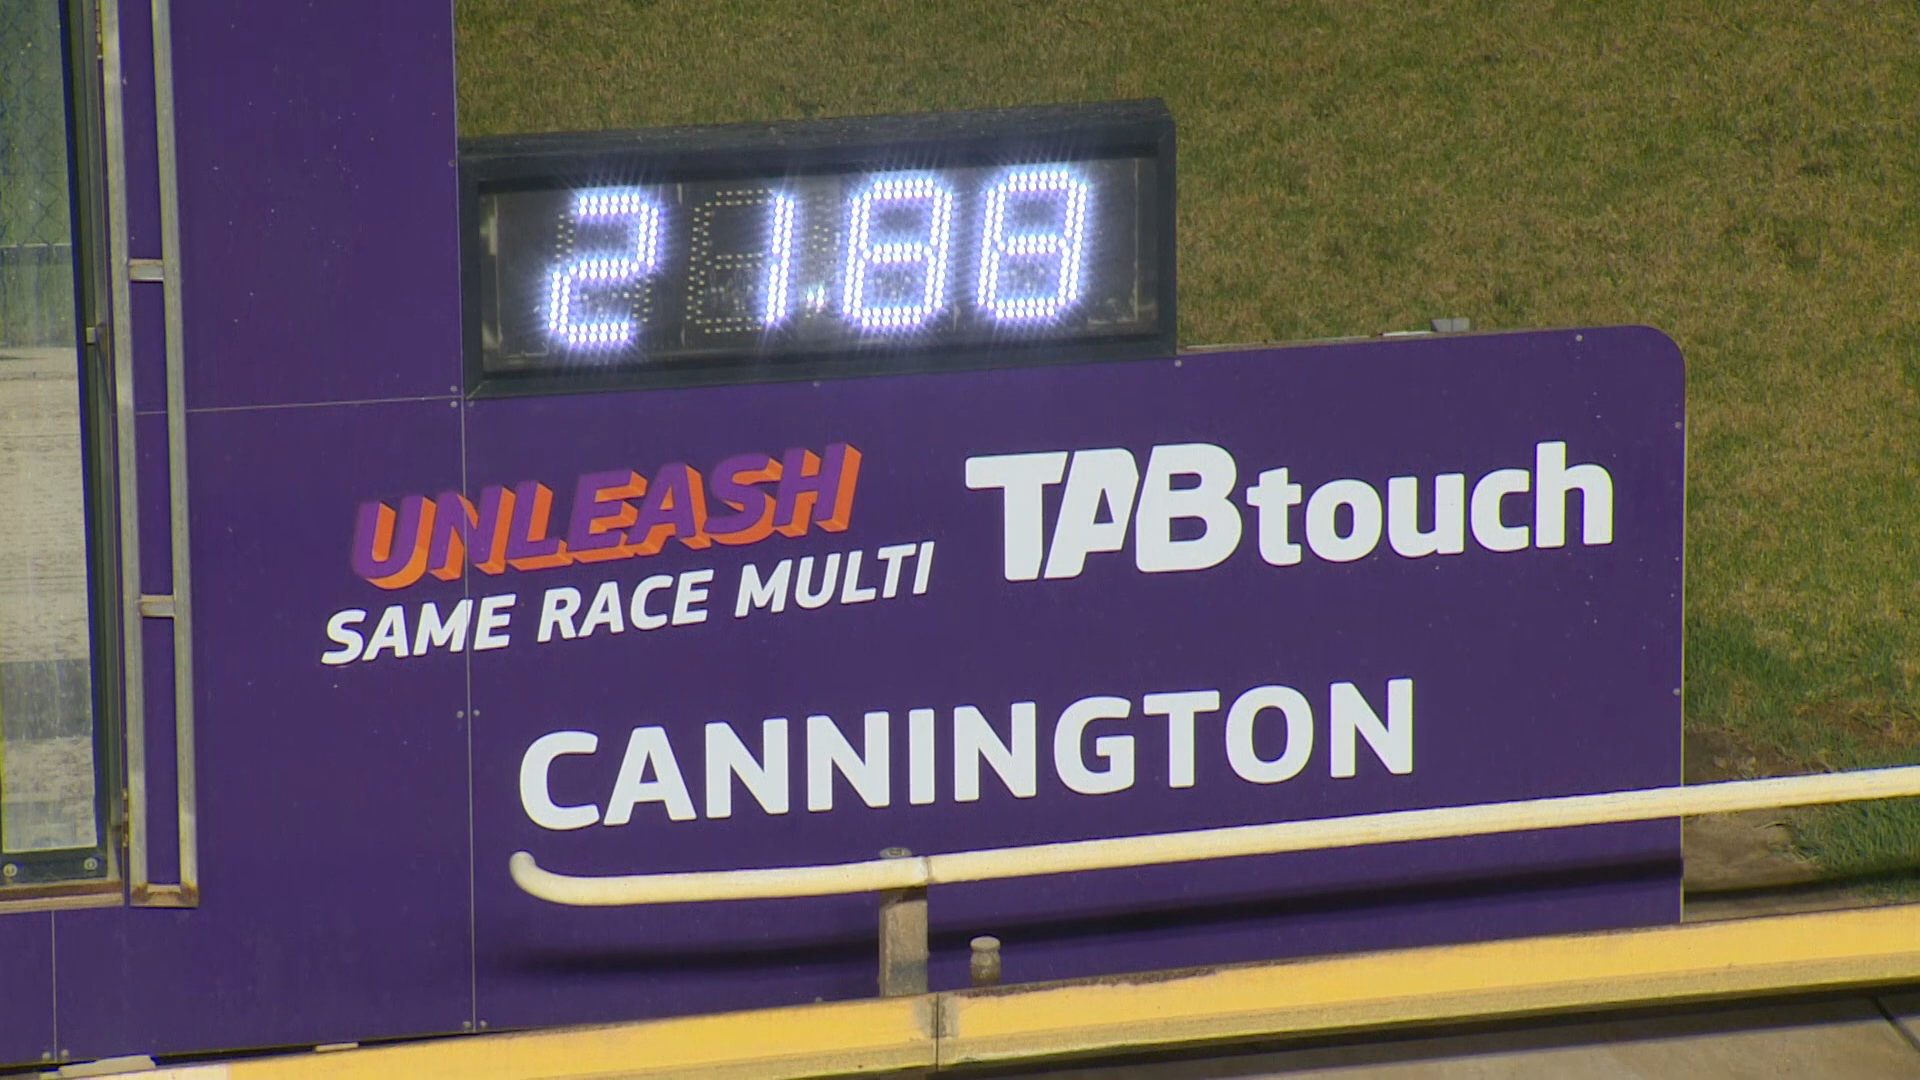 21.88
UNLEASH
SAME RACE MULTI
TABtouch
CANNINGTON